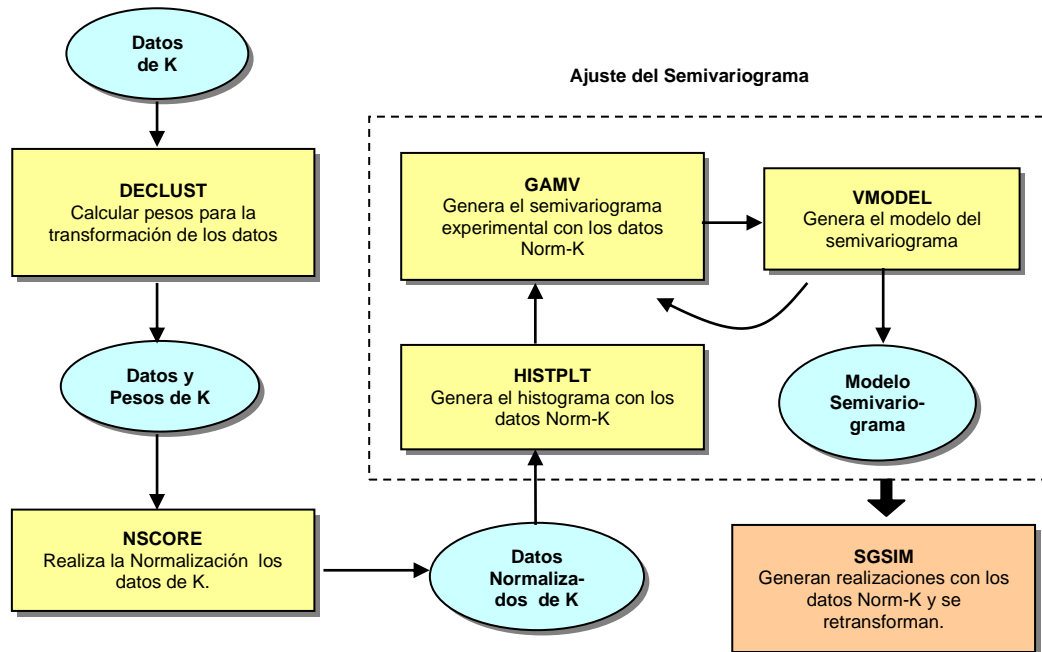 Datos
de K
DECLUST
Calcular pesos para la
transformación de los datos
Datos y
Pesos de K
NSCORE
Realiza la Normalización los
datos de K.
Datos
Normaliza-
dos de K
Ajuste del Semivariograma
HISTPLT
Genera el histograma con los
datos Norm-K
GAMV
Genera el semivariograma
experimental con los datos
Norm-K
VMODEL
Genera el modelo del
semivariograma
Modelo
Semivario-
grama
SGSIM
Generan realizaciones con los
datos Norm-K y se
retransforman.